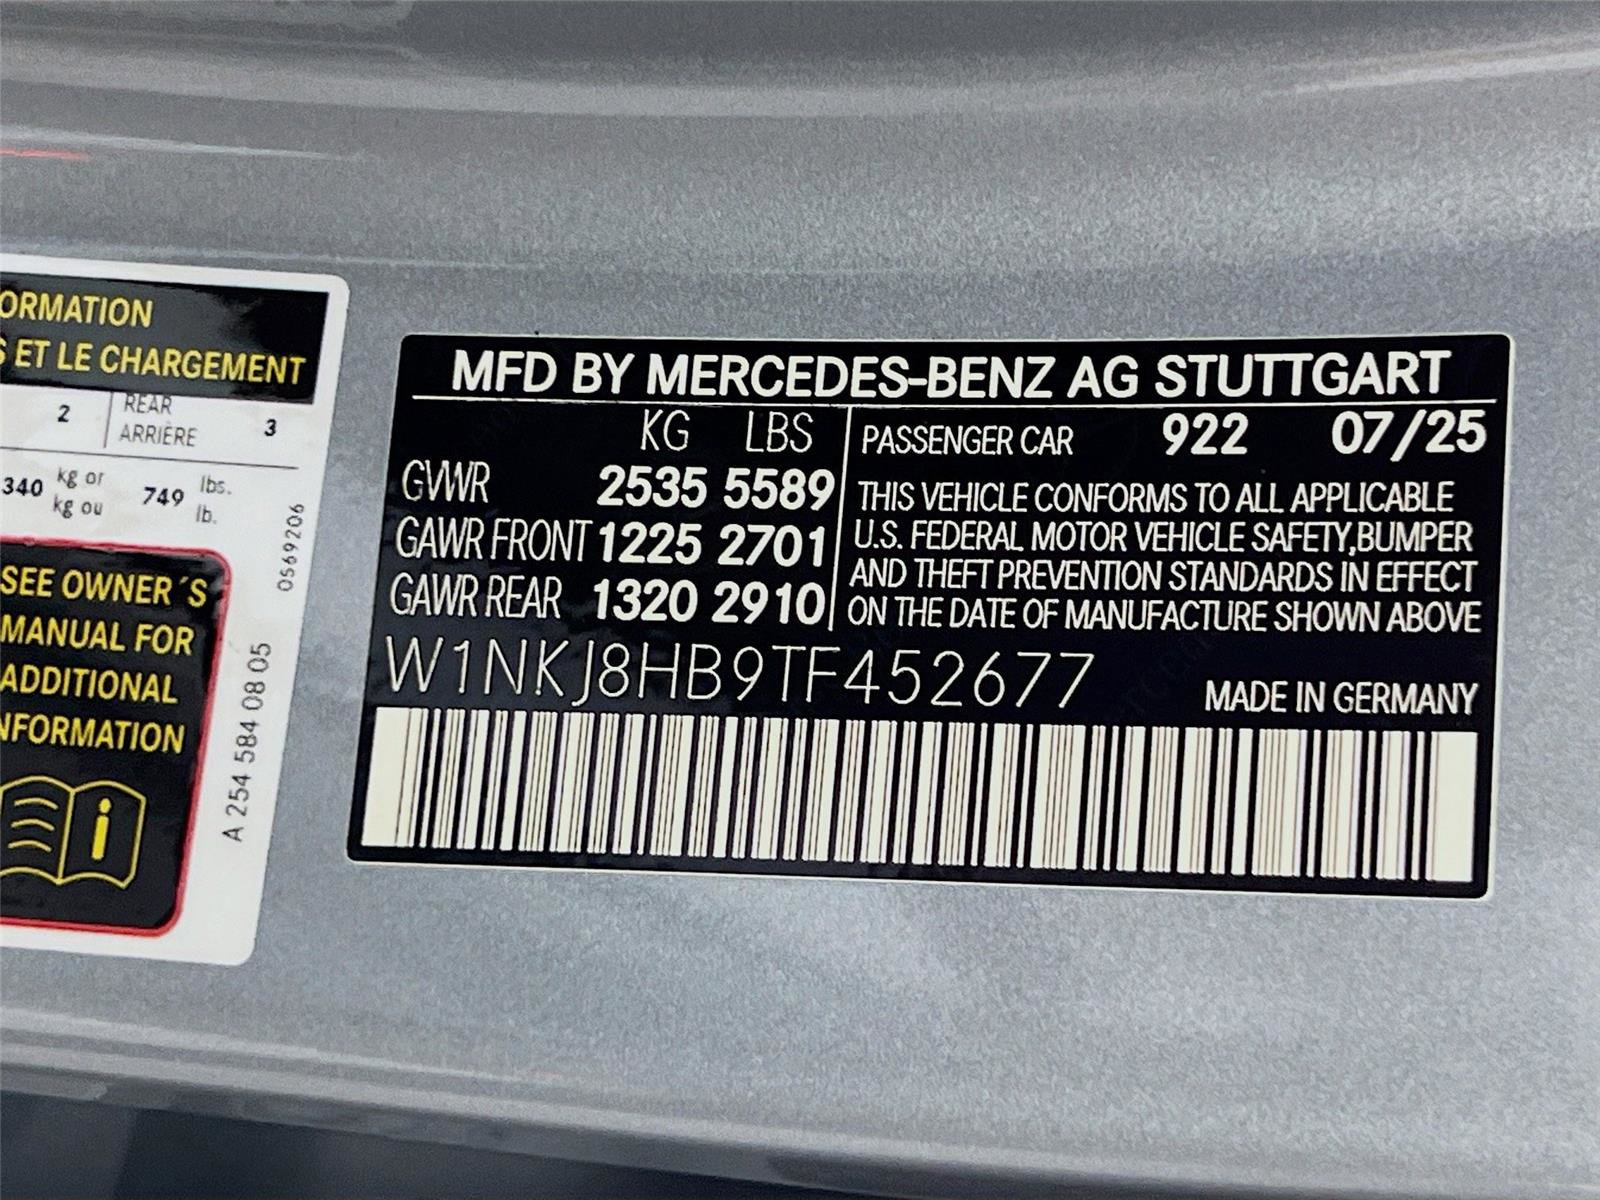 ORMATION
S ET LE CHARGEMENT
2 REAR ARRIÈRE 3
340 kg or kg ou 749 lbs. lb.
0569206
SEE OWNER´S
MANUAL FOR
ADDITIONAL
NFORMATION
A 254 584 08 05
MFD BY MERCEDES-BENZ AG STUTTGART
KG LBS
GVWR 2535 5589
GAWR FRONT 1225 2701
GAWR REAR 1320 2910
PASSENGER CAR 922 07/25
THIS VEHICLE CONFORMS TO ALL APPLICABLE
U.S. FEDERAL MOTOR VEHICLE SAFETY,BUMPER
AND THEFT PREVENTION STANDARDS IN EFFECT
ON THE DATE OF MANUFACTURE SHOWN ABOVE
W1NKJ8HB9TF452677
MADE IN GERMANY